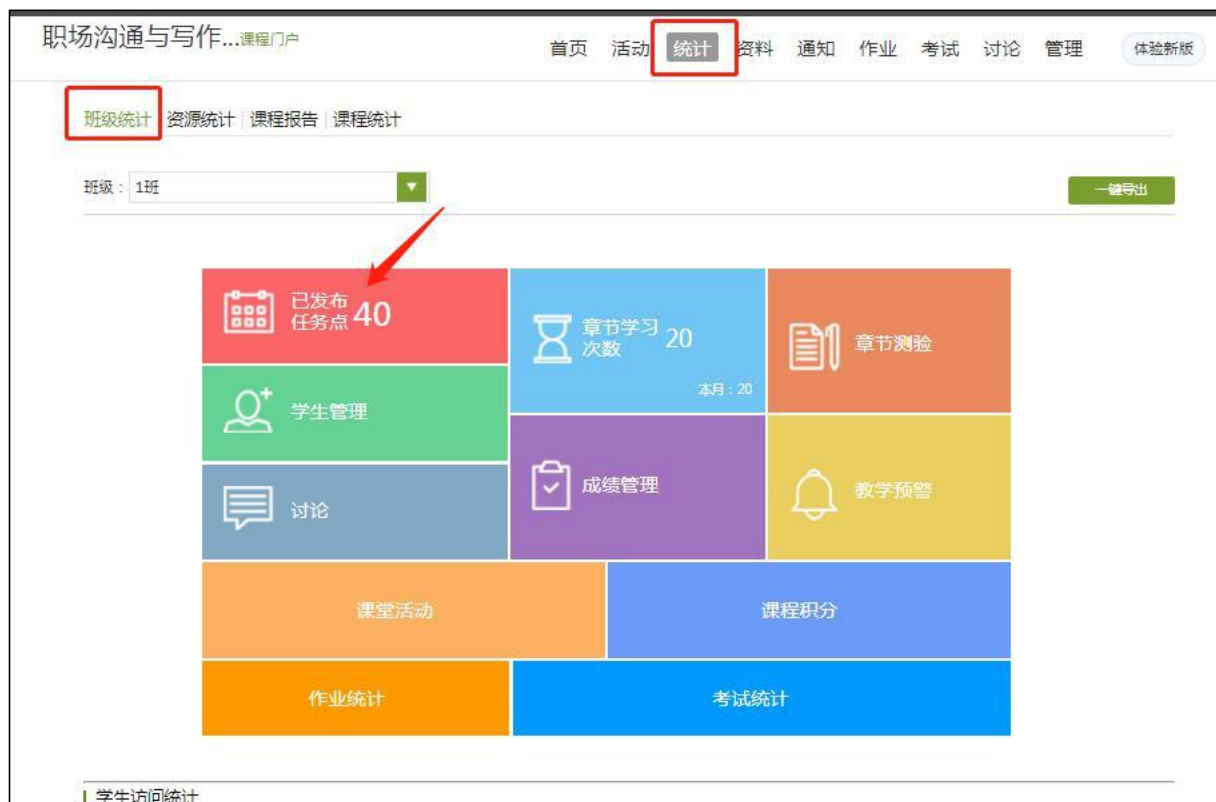 职场沟通与写作...课程门户
首页 活动 统计 资料 通知 作业 考试 讨论 管理 体验新版
班级统计 资源统计 课程报告 课程统计
班级： 1班
一键导出
已发布
任务点 40
章节学习
次数 20
本月：20
章节测验
学生管理
成绩管理
教学预警
讨论
课堂活动
课程积分
作业统计
考试统计
学生访问统计